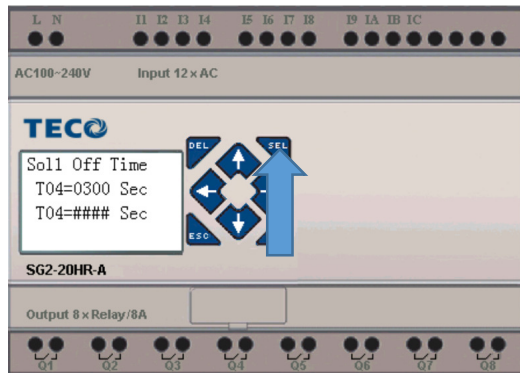 L N I1 I2 I3 I4 I5 I6 I7 I8 I9 IA IB IC
AC100~240V Input 12 x AC
TECO
DEL SEL
Sol1 Off Time
T04=0300 Sec
T04=#### Sec
ESC
SG2-20HR-A
Output 8 x Relay/8A
Q1 Q2 Q3 Q4 Q5 Q6 Q7 Q8